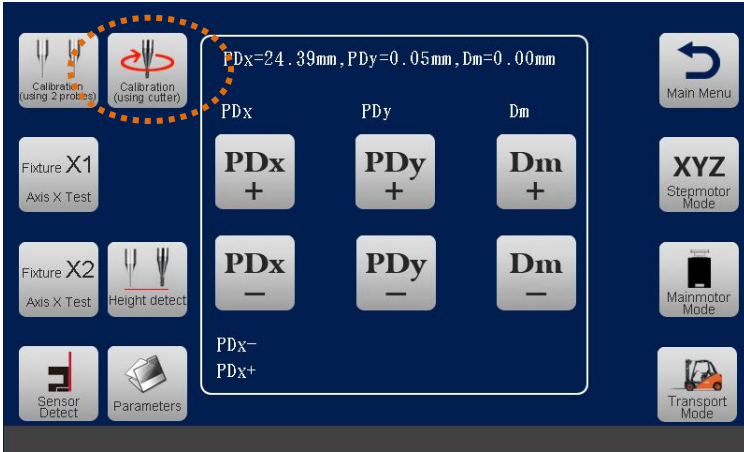 Calibration
(using 2 probes)
Calibration
(using cutter)
PDx=24.39mm,PDy=0.05mm,Dm=0.00mm
Main Menu
PDx
PDy
Dm
Fixture X1
Axis X Test
PDx
+
PDy
+
Dm
+
XYZ
Stepmotor
Mode
Fixture X2
Axis X Test
Height detect
PDx
−
PDy
−
Dm
−
Mainmotor
Mode
PDx-
PDx+
Sensor
Detect
Parameters
Transport
Mode